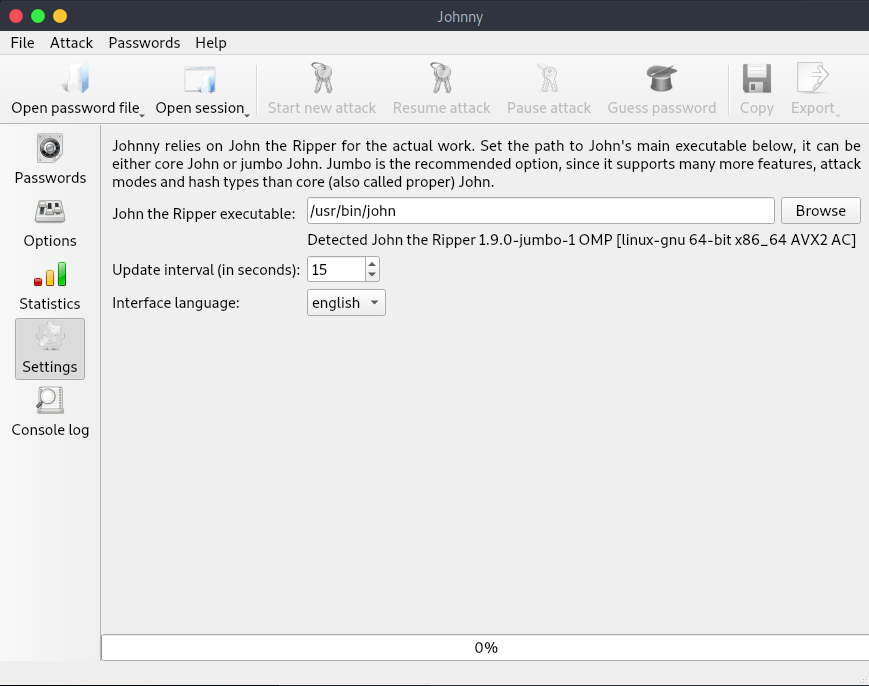 Johnny
File Attack Passwords Help
Open password file Open session Start new attack Resume attack Pause attack Guess password Copy Export
Passwords
Options
Statistics
Settings
Console log
Johnny relies on John the Ripper for the actual work. Set the path to John's main executable below, it can be
either core John or jumbo John. Jumbo is the recommended option, since it supports many more features, attack
modes and hash types than core (also called proper) John.
John the Ripper executable: /usr/bin/john Browse
Detected John the Ripper 1.9.0-jumbo-1 OMP [linux-gnu 64-bit x86_64 AVX2 AC]
Update interval (in seconds): 15
Interface language: english
0%